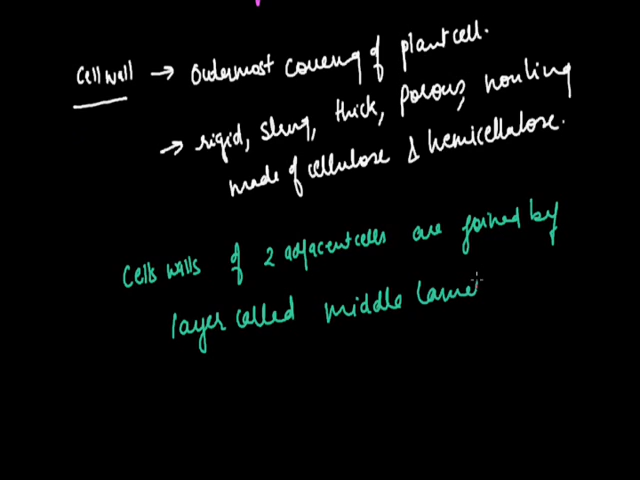 cell wall → Outermost covering of plant cell.
→ rigid, strong, thick, porous, nonliving
made of cellulose & hemicellulose.
Cells walls of 2 adjacent cells are joined by
layer called middle lame